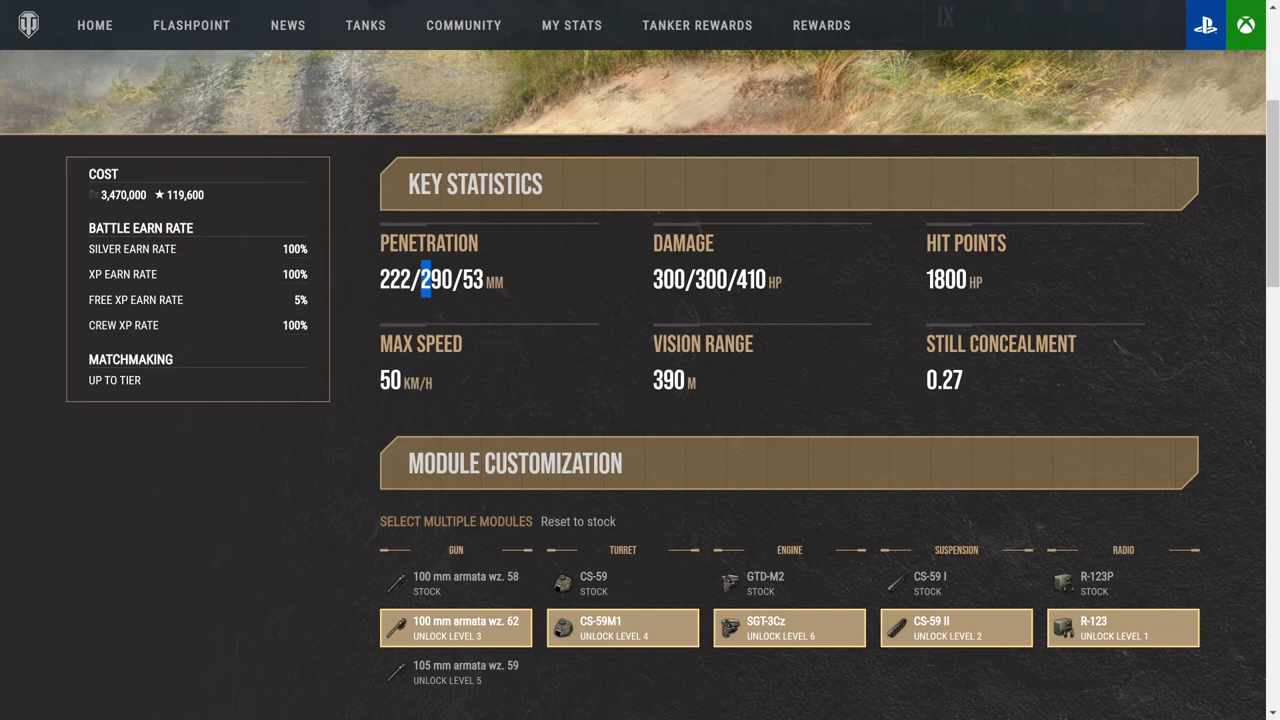 HOME FLASHPOINT NEWS TANKS COMMUNITY MY STATS TANKER REWARDS REWARDS
IX
COST
3,470,000 ★ 119,600
BATTLE EARN RATE
SILVER EARN RATE 100%
XP EARN RATE 100%
FREE XP EARN RATE 5%
CREW XP RATE 100%
MATCHMAKING
UP TO TIER
KEY STATISTICS
PENETRATION DAMAGE HIT POINTS
222/290/53 MM 300/300/410 HP 1800 HP
MAX SPEED VISION RANGE STILL CONCEALMENT
50 KM/H 390 M 0.27
MODULE CUSTOMIZATION
SELECT MULTIPLE MODULES Reset to stock
GUN TURRET ENGINE SUSPENSION RADIO
100 mm armata wz. 58 CS-59 GTD-M2 CS-59 I R-123P
STOCK STOCK STOCK STOCK STOCK
100 mm armata wz. 62 CS-59M1 SGT-3Cz CS-59 II R-123
UNLOCK LEVEL 3 UNLOCK LEVEL 4 UNLOCK LEVEL 6 UNLOCK LEVEL 2 UNLOCK LEVEL 1
105 mm armata wz. 59
UNLOCK LEVEL 5